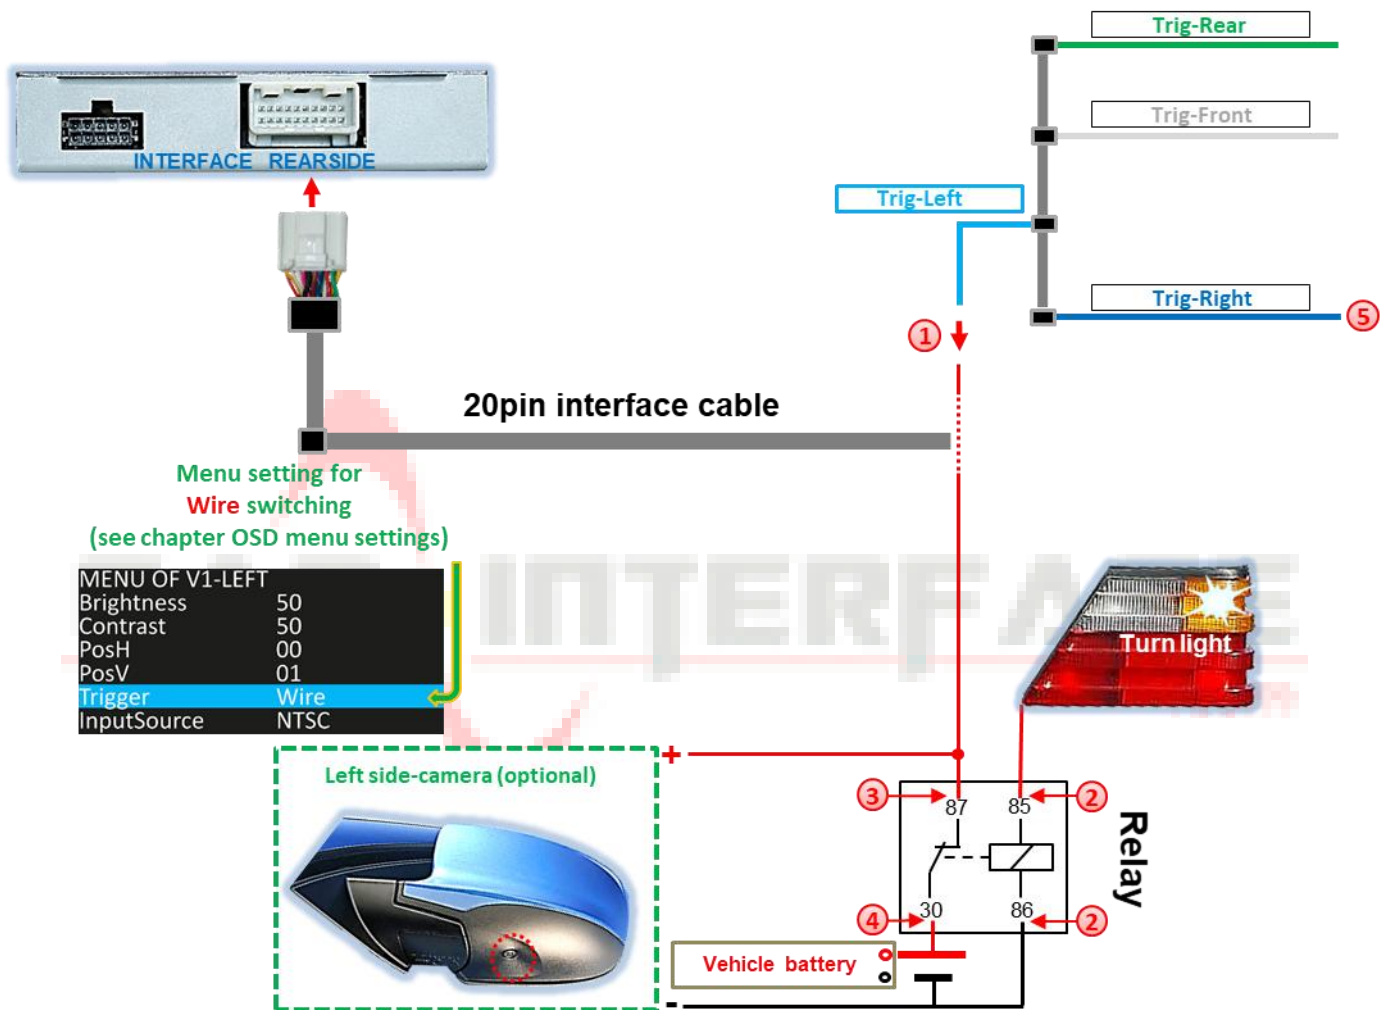 Trig-Rear
Trig-Front
INTERFACE REARSIDE
Trig-Left
Trig-Right
5
1
20pin interface cable
Menu setting for
Wire switching
(see chapter OSD menu settings)
INTERFACE
MENU OF V1-LEFT
Brightness 50
Contrast 50
PosH 00
PosV 01
Trigger Wire
InputSource NTSC
Turn light
+
Left side-camera (optional)
3
87
85
2
Relay
4
30
86
2
Vehicle battery
-